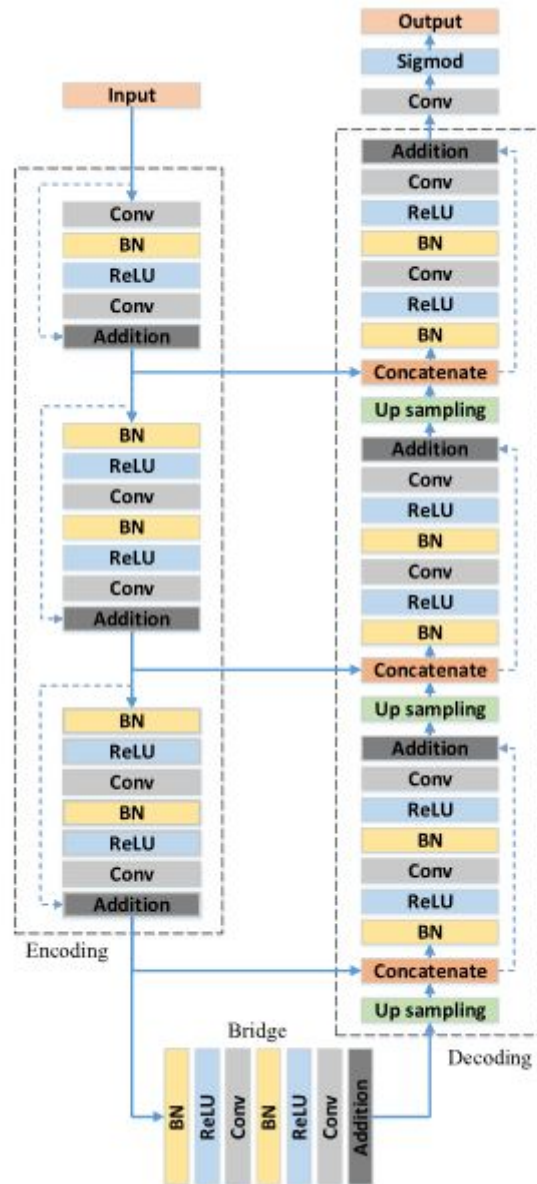 Input
Conv
BN
ReLU
Conv
Addition
BN
ReLU
Conv
BN
ReLU
Conv
Addition
BN
ReLU
Conv
BN
ReLU
Conv
Addition
Encoding
Bridge
BN
ReLU
Conv
BN
ReLU
Conv
Addition
Output
Sigmod
Conv
Addition
Conv
ReLU
BN
Conv
ReLU
BN
Concatenate
Up sampling
Addition
Conv
ReLU
BN
Conv
ReLU
BN
Concatenate
Up sampling
Addition
Conv
ReLU
BN
Conv
ReLU
BN
Concatenate
Up sampling
Decoding